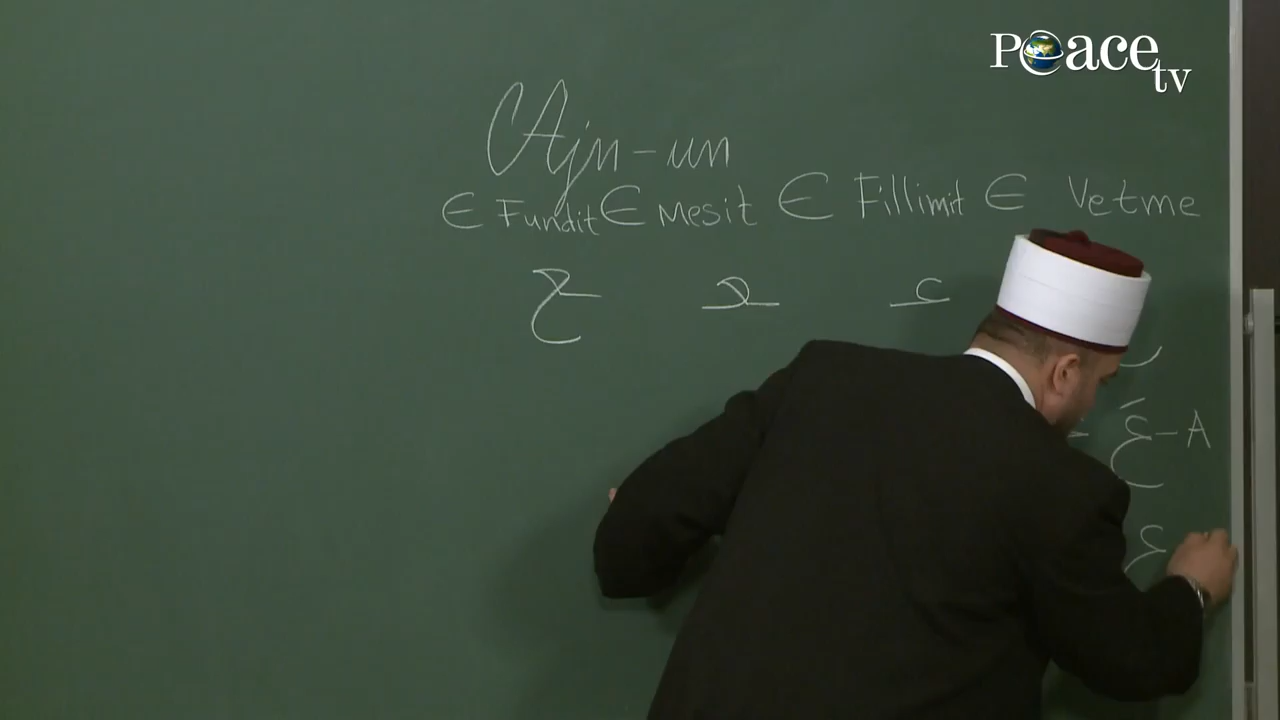 Peace tv
Ajn-un
E Fundit E Mesit E Fillimit E Vetme
ـع ـعـ عـ
عَ - A
ع